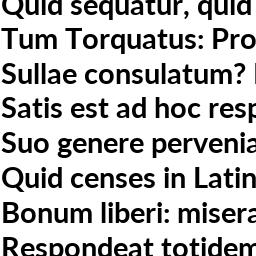 Quid sequatur, quid
Tum Torquatus: Pro
Sullae consulatum?
Satis est ad hoc resp
Suo genere pervenia
Quid censes in Latin
Bonum liberi: misera
Respondeat totidem